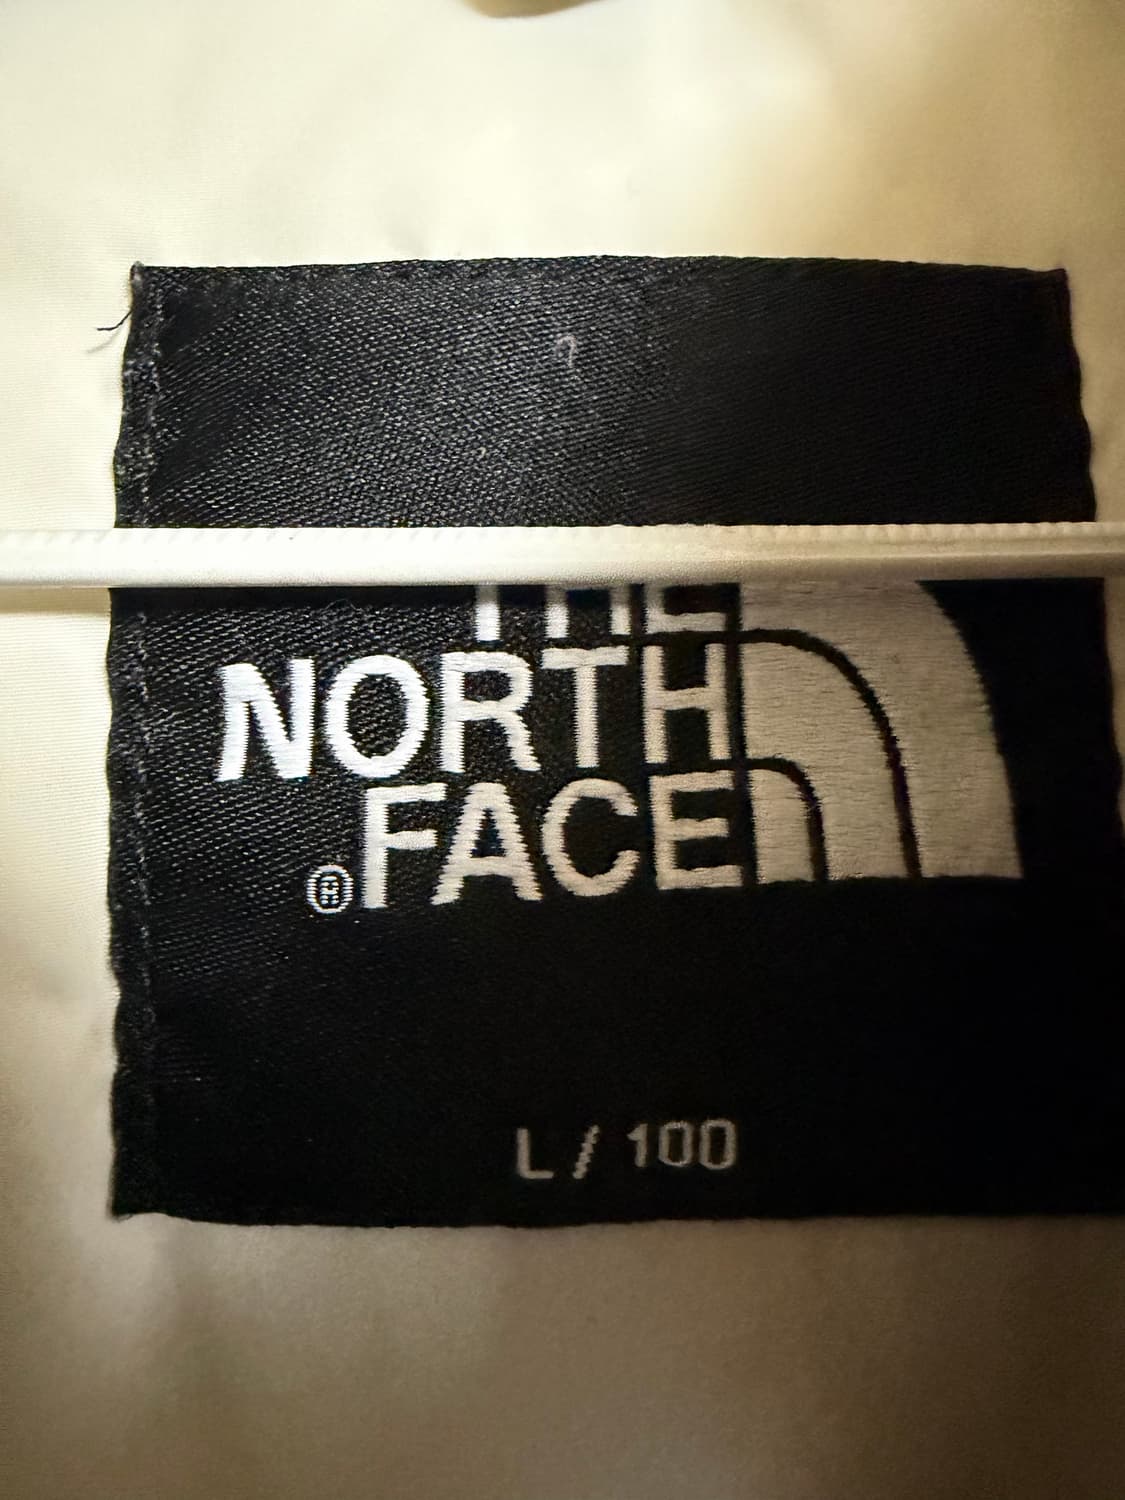 THE
NORTH
FACE
®
L / 100